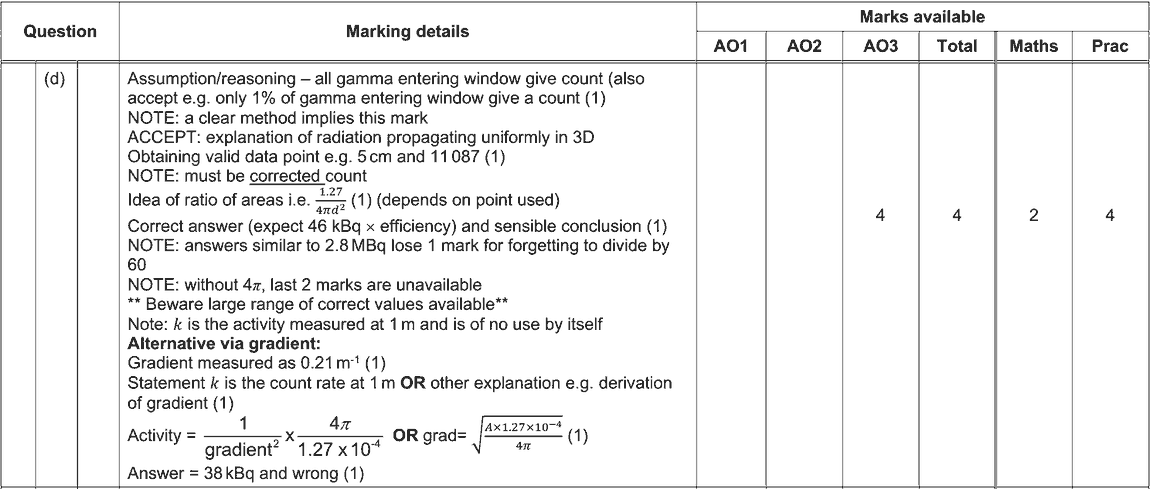 Question Marking details Marks available
AO1 AO2 AO3 Total Maths Prac
(d) Assumption/reasoning – all gamma entering window give count (also
accept e.g. only 1% of gamma entering window give a count (1)
NOTE: a clear method implies this mark
ACCEPT: explanation of radiation propagating uniformly in 3D
Obtaining valid data point e.g. 5 cm and 11 087 (1)
NOTE: must be corrected count
Idea of ratio of areas i.e. 1.27/4πd² (1) (depends on point used)
Correct answer (expect 46 kBq × efficiency) and sensible conclusion (1)
NOTE: answers similar to 2.8 MBq lose 1 mark for forgetting to divide by
60
NOTE: without 4π, last 2 marks are unavailable
** Beware large range of correct values available**
Note: k is the activity measured at 1 m and is of no use by itself
Alternative via gradient:
Gradient measured as 0.21 m⁻¹ (1)
Statement k is the count rate at 1 m OR other explanation e.g. derivation
of gradient (1)
Activity = 1/gradient² x 4π/1.27 x 10⁻⁴ OR grad= √(A×1.27×10⁻⁴/4π) (1)
Answer = 38 kBq and wrong (1)
4 4 2 4